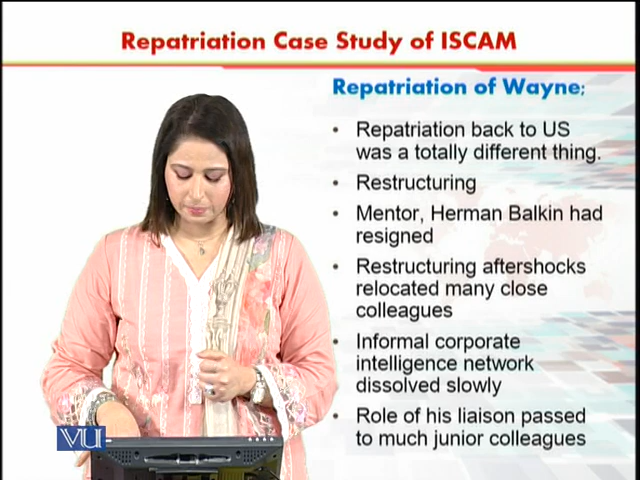 Repatriation Case Study of ISCAM
Repatriation of Wayne;
• Repatriation back to US
was a totally different thing.
• Restructuring
• Mentor, Herman Balkin had
resigned
• Restructuring aftershocks
relocated many close
colleagues
• Informal corporate
intelligence network
dissolved slowly
• Role of his liaison passed
to much junior colleagues
VU